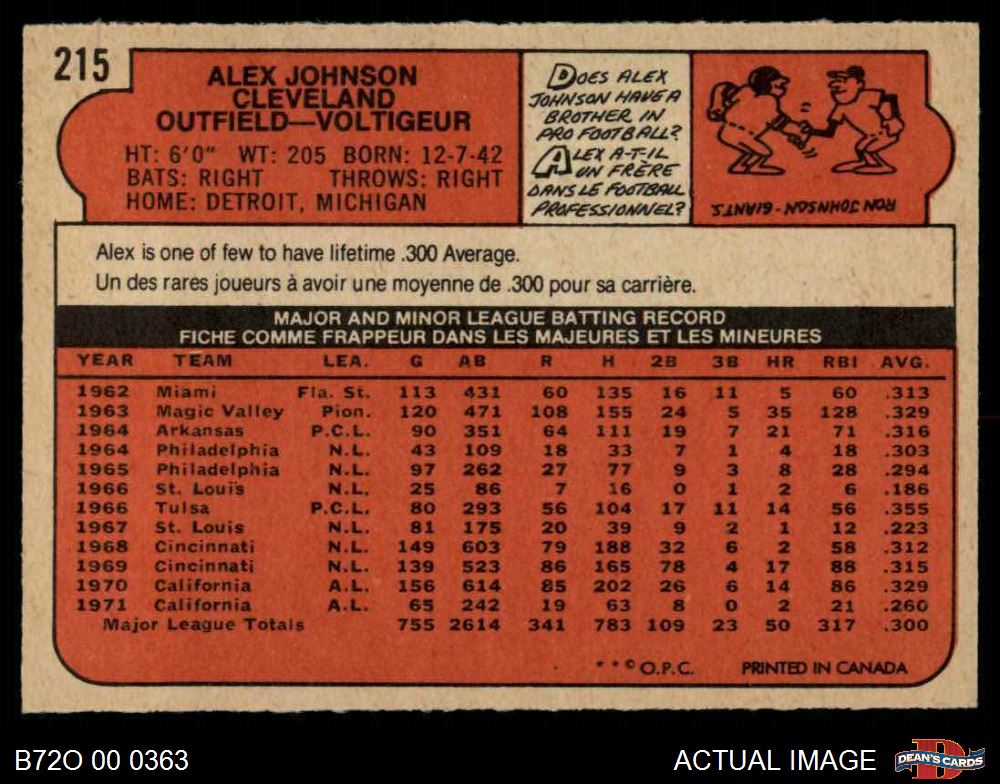 215
ALEX JOHNSON
CLEVELAND
OUTFIELD—VOLTIGEUR
HT: 6'0" WT: 205 BORN: 12-7-42
BATS: RIGHT THROWS: RIGHT
HOME: DETROIT, MICHIGAN
DOES ALEX
JOHNSON HAVE A
BROTHER IN
PRO FOOTBALL?
ALEX A-T-IL
UN FRÈRE
DANS LE FOOTBALL
PROFESSIONNEL?
RON JOHNSON - GIANTS
Alex is one of few to have lifetime .300 Average.
Un des rares joueurs à avoir une moyenne de .300 pour sa carrière.
MAJOR AND MINOR LEAGUE BATTING RECORD
FICHE COMME FRAPPEUR DANS LES MAJEURES ET LES MINEURES
YEAR TEAM LEA. G AB R H 2B 3B HR RBI AVG.
1962 Miami Fla. St. 113 431 60 135 16 11 5 60 .313
1963 Magic Valley Pion. 120 471 108 155 24 5 35 128 .329
1964 Arkansas P.C.L. 90 351 64 111 19 7 21 71 .316
1964 Philadelphia N.L. 43 109 18 33 7 1 4 18 .303
1965 Philadelphia N.L. 97 262 27 77 9 3 8 28 .294
1966 St. Louis N.L. 25 86 7 16 0 1 2 6 .186
1966 Tulsa P.C.L. 80 293 56 104 17 11 14 56 .355
1967 St. Louis N.L. 81 175 20 39 9 2 1 12 .223
1968 Cincinnati N.L. 149 603 79 188 32 6 2 58 .312
1969 Cincinnati N.L. 139 523 86 165 78 4 17 88 .315
1970 California A.L. 156 614 85 202 26 6 14 86 .329
1971 California A.L. 65 242 19 63 8 0 2 21 .260
Major League Totals 755 2614 341 783 109 23 50 317 .300
* * © O.P.C. PRINTED IN CANADA
B72O 00 0363
ACTUAL IMAGE
D
DEAN'S CARDS